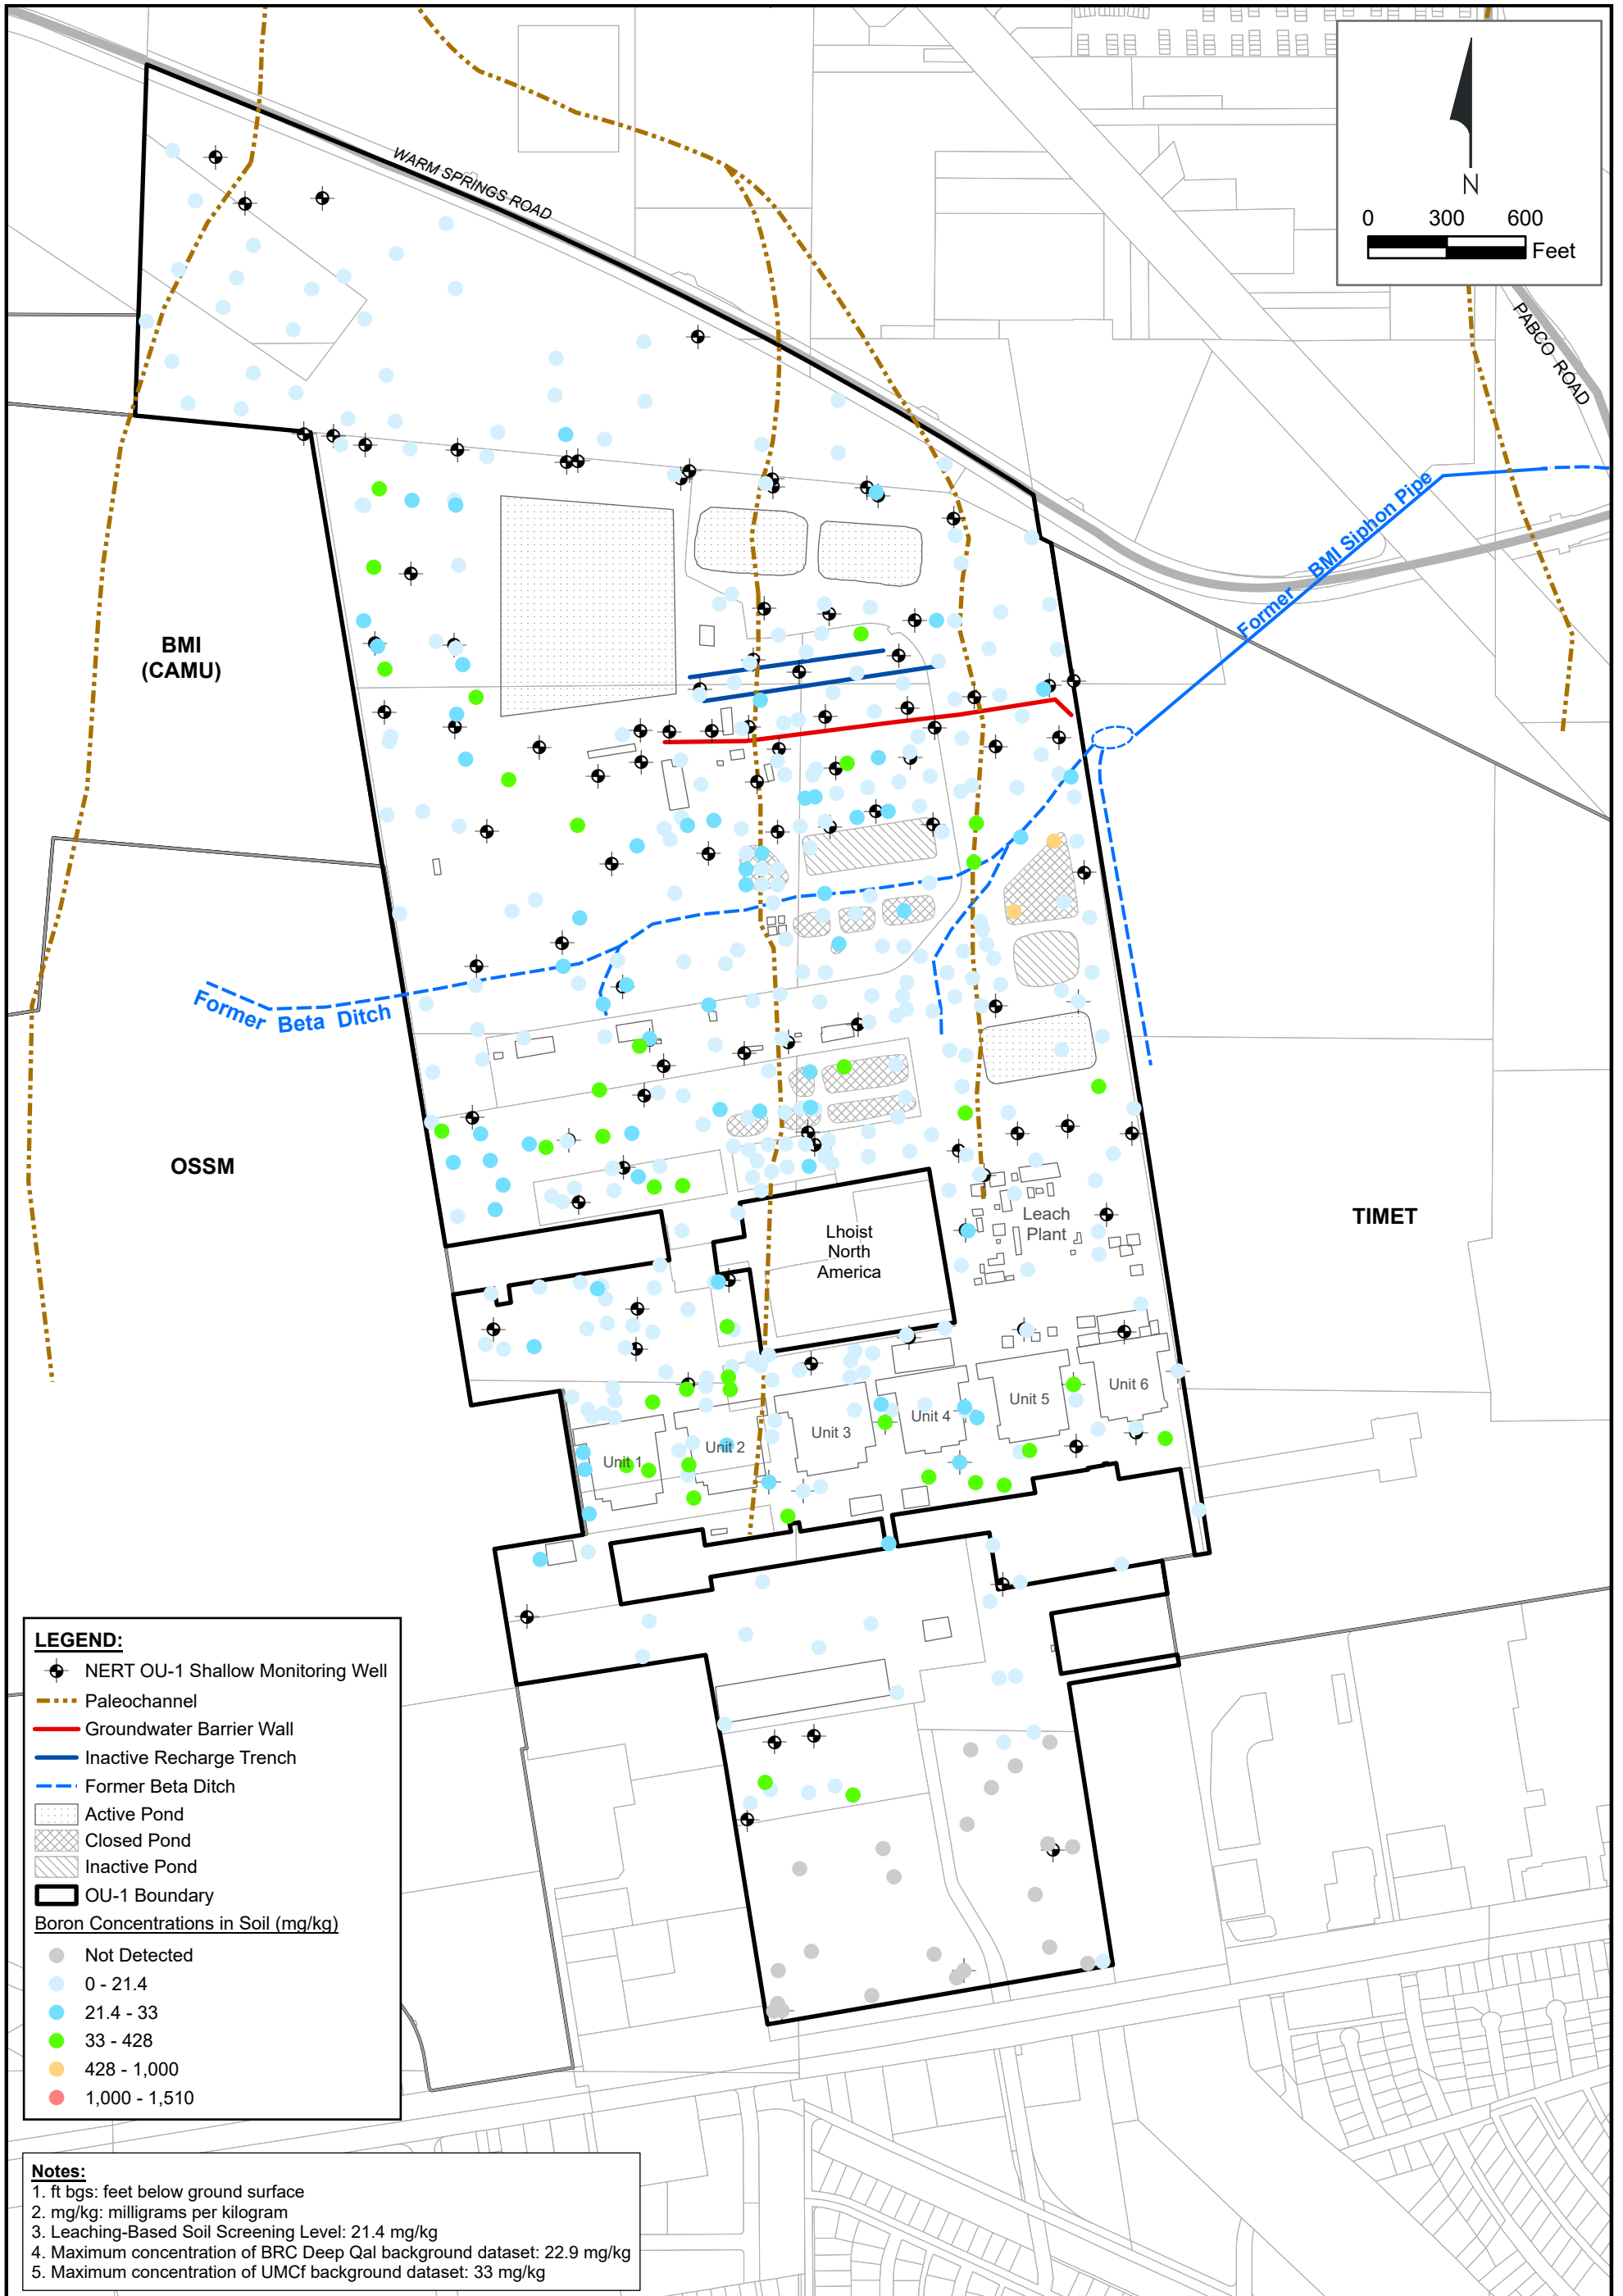 0 300 600
Feet
N
WARM SPRINGS ROAD
PABCO ROAD
Former BMI Siphon Pipe
BMI
(CAMU)
Former Beta Ditch
OSSM
TIMET
Lhoist
North
America
Leach
Plant
Unit 1
Unit 2
Unit 3
Unit 4
Unit 5
Unit 6
LEGEND:
NERT OU-1 Shallow Monitoring Well
Paleochannel
Groundwater Barrier Wall
Inactive Recharge Trench
Former Beta Ditch
Active Pond
Closed Pond
Inactive Pond
OU-1 Boundary
Boron Concentrations in Soil (mg/kg)
Not Detected
0 - 21.4
21.4 - 33
33 - 428
428 - 1,000
1,000 - 1,510
Notes:
1. ft bgs: feet below ground surface
2. mg/kg: milligrams per kilogram
3. Leaching-Based Soil Screening Level: 21.4 mg/kg
4. Maximum concentration of BRC Deep Qal background dataset: 22.9 mg/kg
5. Maximum concentration of UMCf background dataset: 33 mg/kg